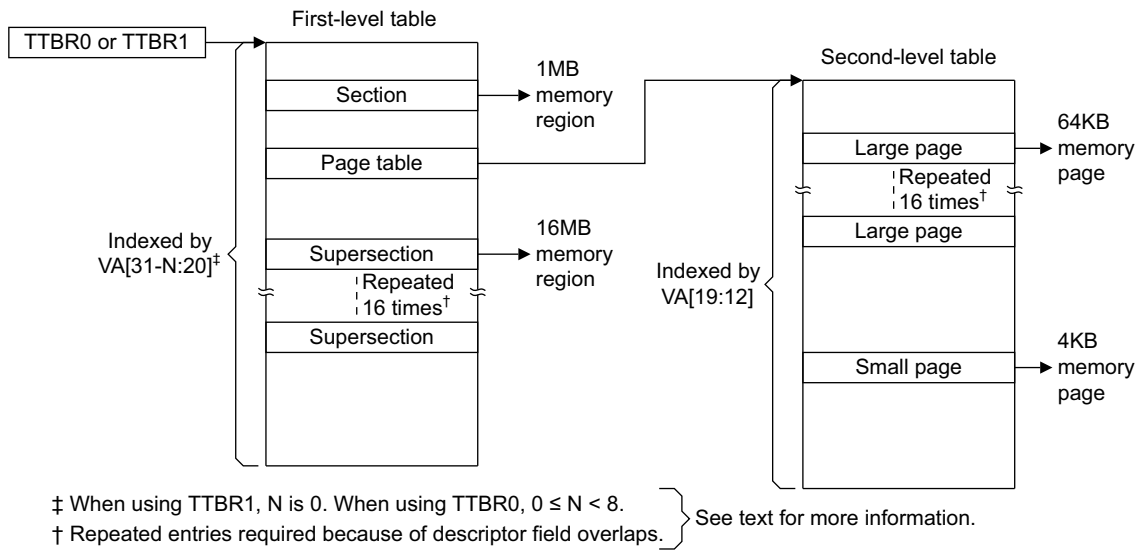 First-level table
TTBR0 or TTBR1
Section
1MB
memory
region
Page table
Indexed by
VA[31-N:20]‡
Supersection
16MB
memory
region
Repeated
16 times†
Supersection
Second-level table
Large page
64KB
memory
page
Repeated
16 times†
Large page
Indexed by
VA[19:12]
Small page
4KB
memory
page
‡ When using TTBR1, N is 0. When using TTBR0, 0 ≤ N < 8.
† Repeated entries required because of descriptor field overlaps.
See text for more information.